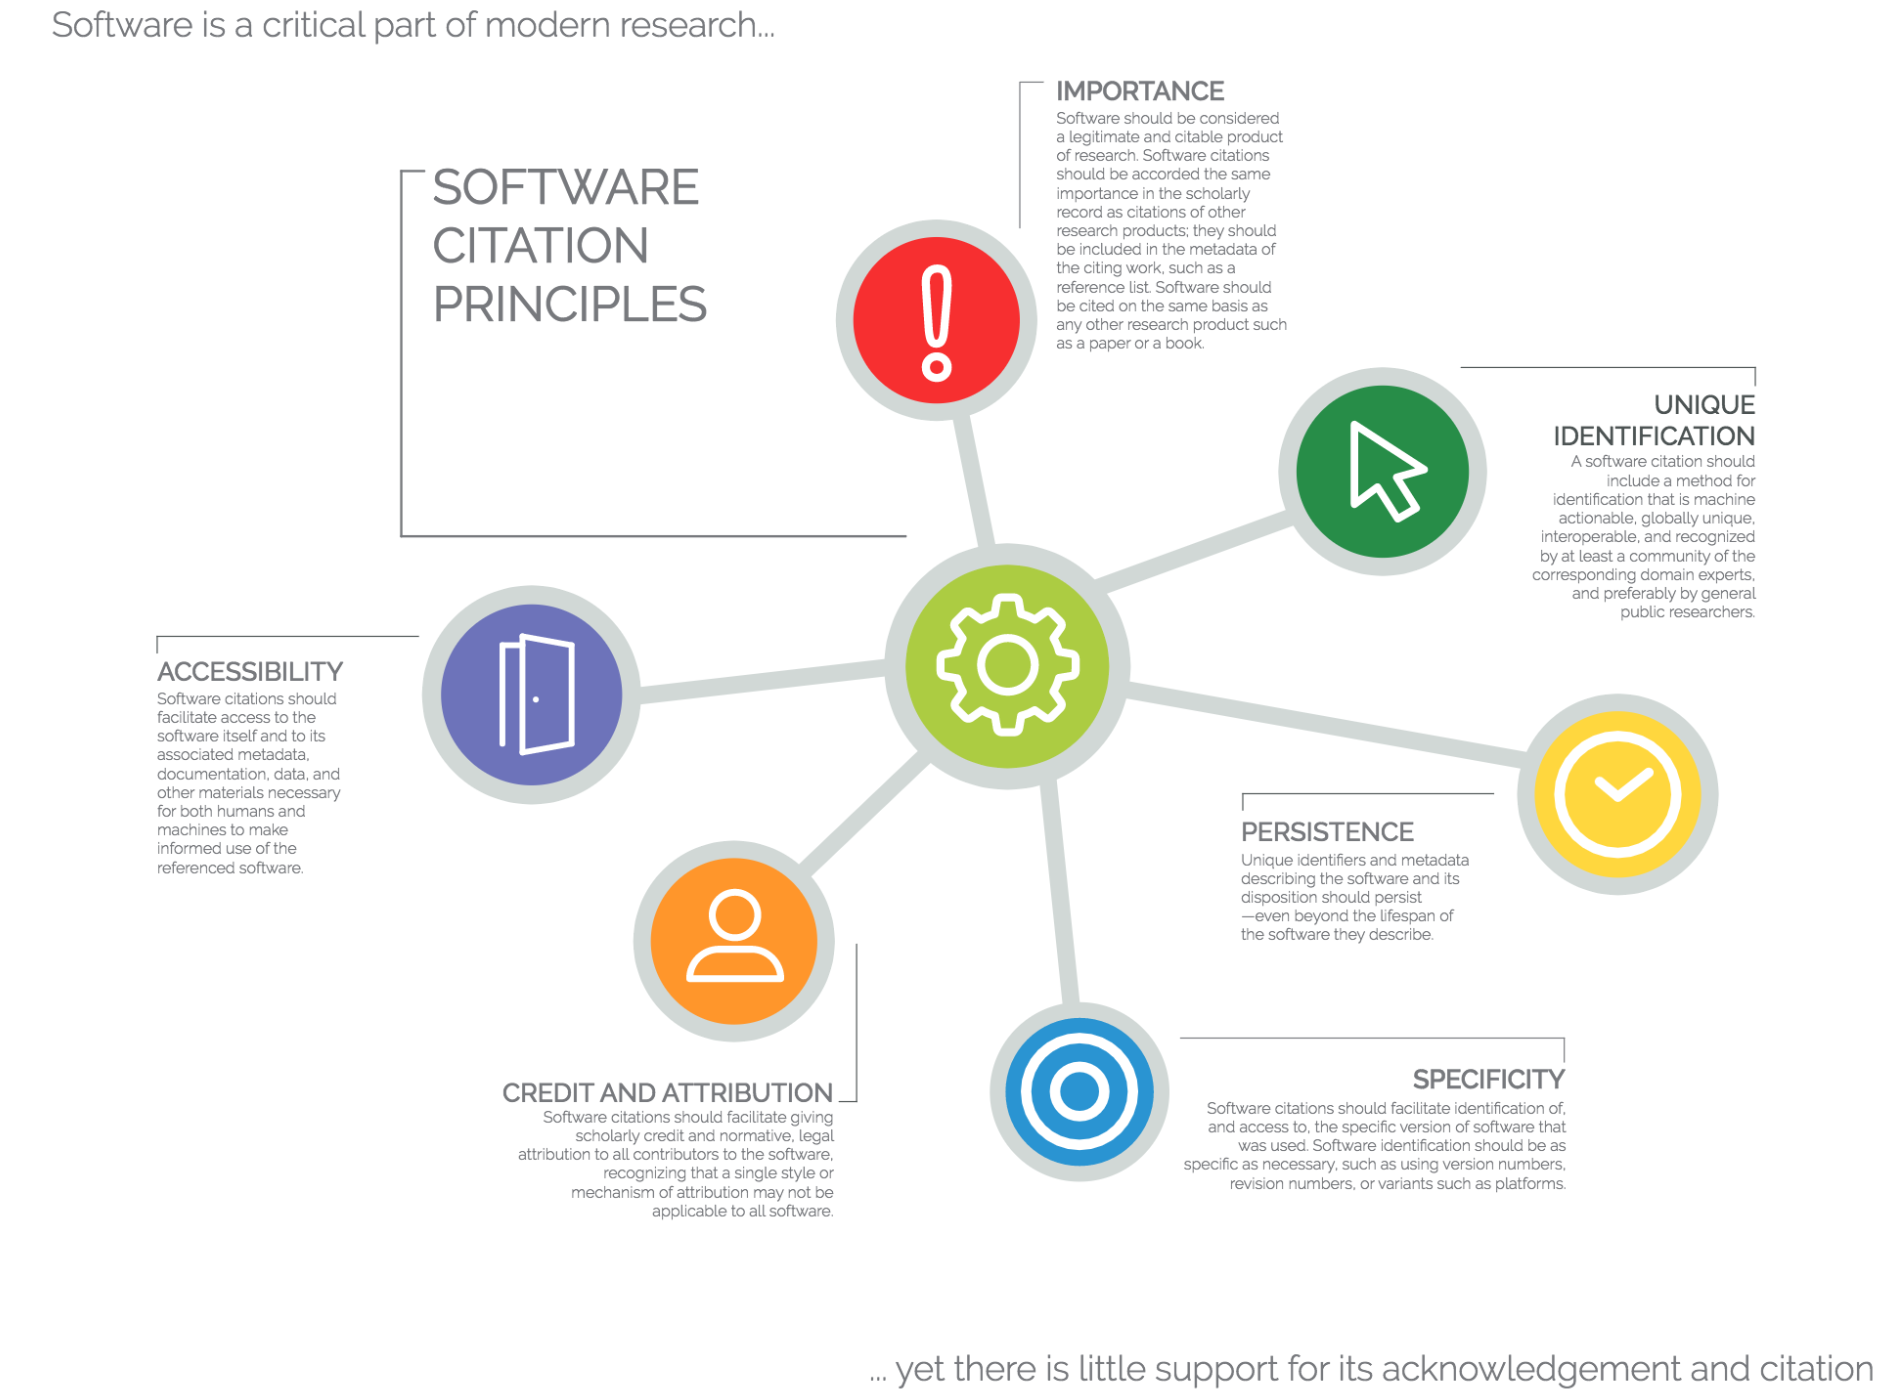 Software is a critical part of modern research...
SOFTWARE
CITATION
PRINCIPLES
IMPORTANCE
Software should be considered
a legitimate and citable product
of research. Software citations
should be accorded the same
importance in the scholarly
record as citations of other
research products; they should
be included in the metadata of
the citing work, such as a
reference list. Software should
be cited on the same basis as
any other research product such
as a paper or a book.
UNIQUE
IDENTIFICATION
A software citation should
include a method for
identification that is machine
actionable, globally unique,
interoperable, and recognized
by at least a community of the
corresponding domain experts,
and preferably by general
public researchers.
ACCESSIBILITY
Software citations should
facilitate access to the
software itself and to its
associated metadata,
documentation, data, and
other materials necessary
for both humans and
machines to make
informed use of the
referenced software.
PERSISTENCE
Unique identifiers and metadata
describing the software and its
disposition should persist
—even beyond the lifespan of
the software they describe.
CREDIT AND ATTRIBUTION
Software citations should facilitate giving
scholarly credit and normative, legal
attribution to all contributors to the software,
recognizing that a single style or
mechanism of attribution may not be
applicable to all software.
SPECIFICITY
Software citations should facilitate identification of,
and access to, the specific version of software that
was used. Software identification should be as
specific as necessary, such as using version numbers,
revision numbers, or variants such as platforms.
... yet there is little support for its acknowledgement and citation